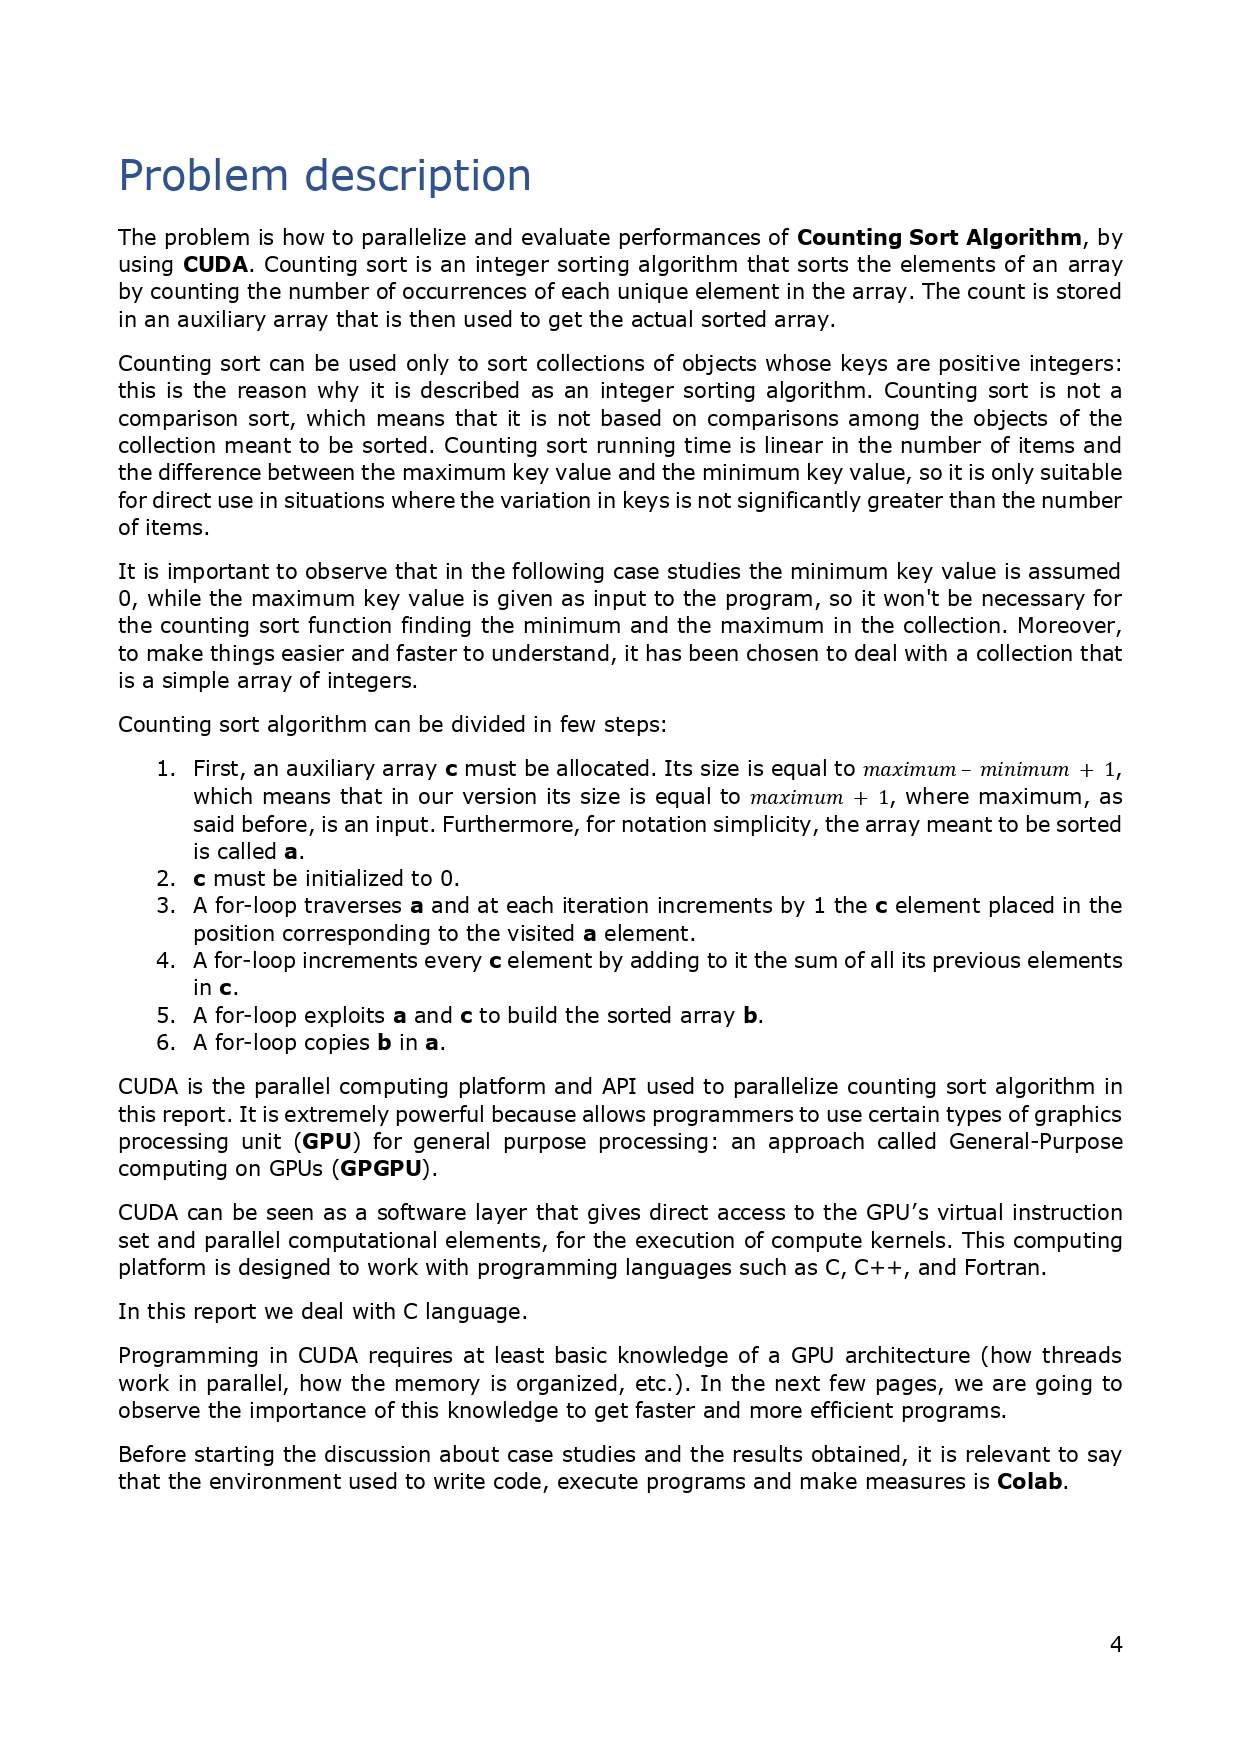 Problem description
The problem is how to parallelize and evaluate performances of Counting Sort Algorithm, by
using CUDA. Counting sort is an integer sorting algorithm that sorts the elements of an array
by counting the number of occurrences of each unique element in the array. The count is stored
in an auxiliary array that is then used to get the actual sorted array.
Counting sort can be used only to sort collections of objects whose keys are positive integers:
this is the reason why it is described as an integer sorting algorithm. Counting sort is not a
comparison sort, which means that it is not based on comparisons among the objects of the
collection meant to be sorted. Counting sort running time is linear in the number of items and
the difference between the maximum key value and the minimum key value, so it is only suitable
for direct use in situations where the variation in keys is not significantly greater than the number
of items.
It is important to observe that in the following case studies the minimum key value is assumed
0, while the maximum key value is given as input to the program, so it won't be necessary for
the counting sort function finding the minimum and the maximum in the collection. Moreover,
to make things easier and faster to understand, it has been chosen to deal with a collection that
is a simple array of integers.
Counting sort algorithm can be divided in few steps:
1. First, an auxiliary array c must be allocated. Its size is equal to maximum – minimum + 1,
which means that in our version its size is equal to maximum + 1, where maximum, as
said before, is an input. Furthermore, for notation simplicity, the array meant to be sorted
is called a.
2. c must be initialized to 0.
3. A for-loop traverses a and at each iteration increments by 1 the c element placed in the
position corresponding to the visited a element.
4. A for-loop increments every c element by adding to it the sum of all its previous elements
in c.
5. A for-loop exploits a and c to build the sorted array b.
6. A for-loop copies b in a.
CUDA is the parallel computing platform and API used to parallelize counting sort algorithm in
this report. It is extremely powerful because allows programmers to use certain types of graphics
processing unit (GPU) for general purpose processing: an approach called General-Purpose
computing on GPUs (GPGPU).
CUDA can be seen as a software layer that gives direct access to the GPU’s virtual instruction
set and parallel computational elements, for the execution of compute kernels. This computing
platform is designed to work with programming languages such as C, C++, and Fortran.
In this report we deal with C language.
Programming in CUDA requires at least basic knowledge of a GPU architecture (how threads
work in parallel, how the memory is organized, etc.). In the next few pages, we are going to
observe the importance of this knowledge to get faster and more efficient programs.
Before starting the discussion about case studies and the results obtained, it is relevant to say
that the environment used to write code, execute programs and make measures is Colab.
4